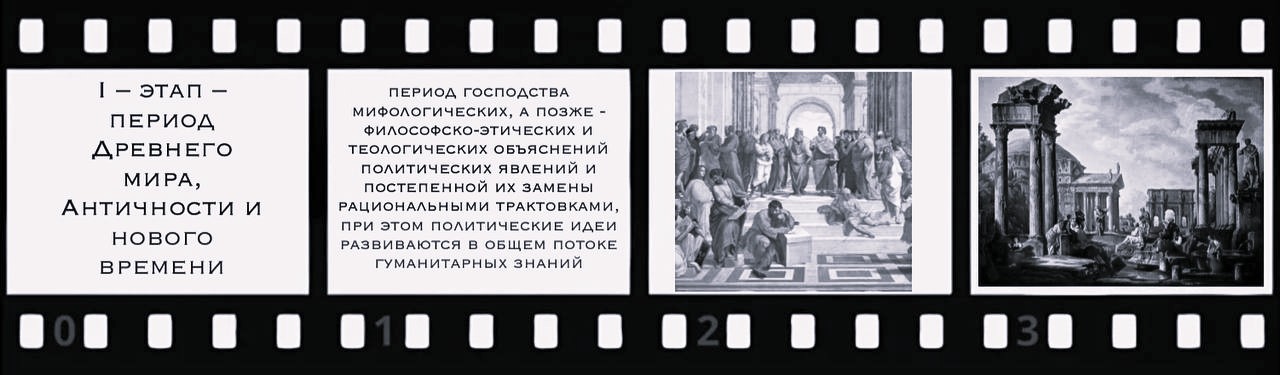 I – ЭТАП –
ПЕРИОД
ДРЕВНЕГО
МИРА,
АНТИЧНОСТИ И
НОВОГО
ВРЕМЕНИ
ПЕРИОД ГОСПОДСТВА
МИФОЛОГИЧЕСКИХ, А ПОЗЖЕ -
ФИЛОСОФСКО-ЭТИЧЕСКИХ И
ТЕОЛОГИЧЕСКИХ ОБЪЯСНЕНИЙ
ПОЛИТИЧЕСКИХ ЯВЛЕНИЙ И
ПОСТЕПЕННОЙ ИХ ЗАМЕНЫ
РАЦИОНАЛЬНЫМИ ТРАКТОВКАМИ,
ПРИ ЭТОМ ПОЛИТИЧЕСКИЕ ИДЕИ
РАЗВИВАЮТСЯ В ОБЩЕМ ПОТОКЕ
ГУМАНИТАРНЫХ ЗНАНИЙ
0 1 2 3